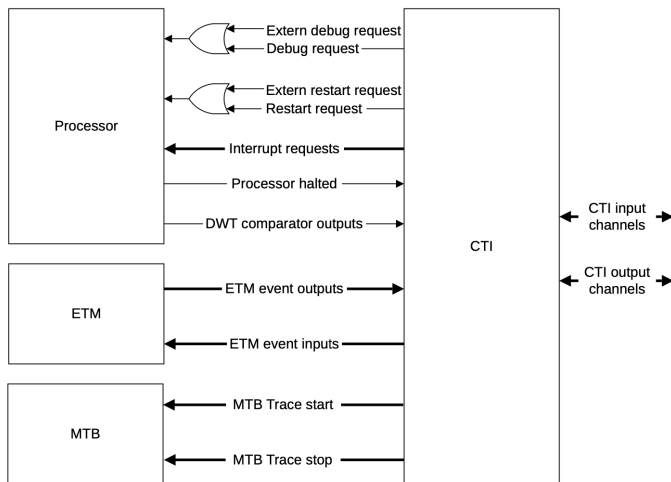 Extern debug request
Debug request
Extern restart request
Restart request
Processor
Interrupt requests
Processor halted
DWT comparator outputs
CTI input
channels
CTI
CTI output
channels
ETM event outputs
ETM
ETM event inputs
MTB Trace start
MTB
MTB Trace stop